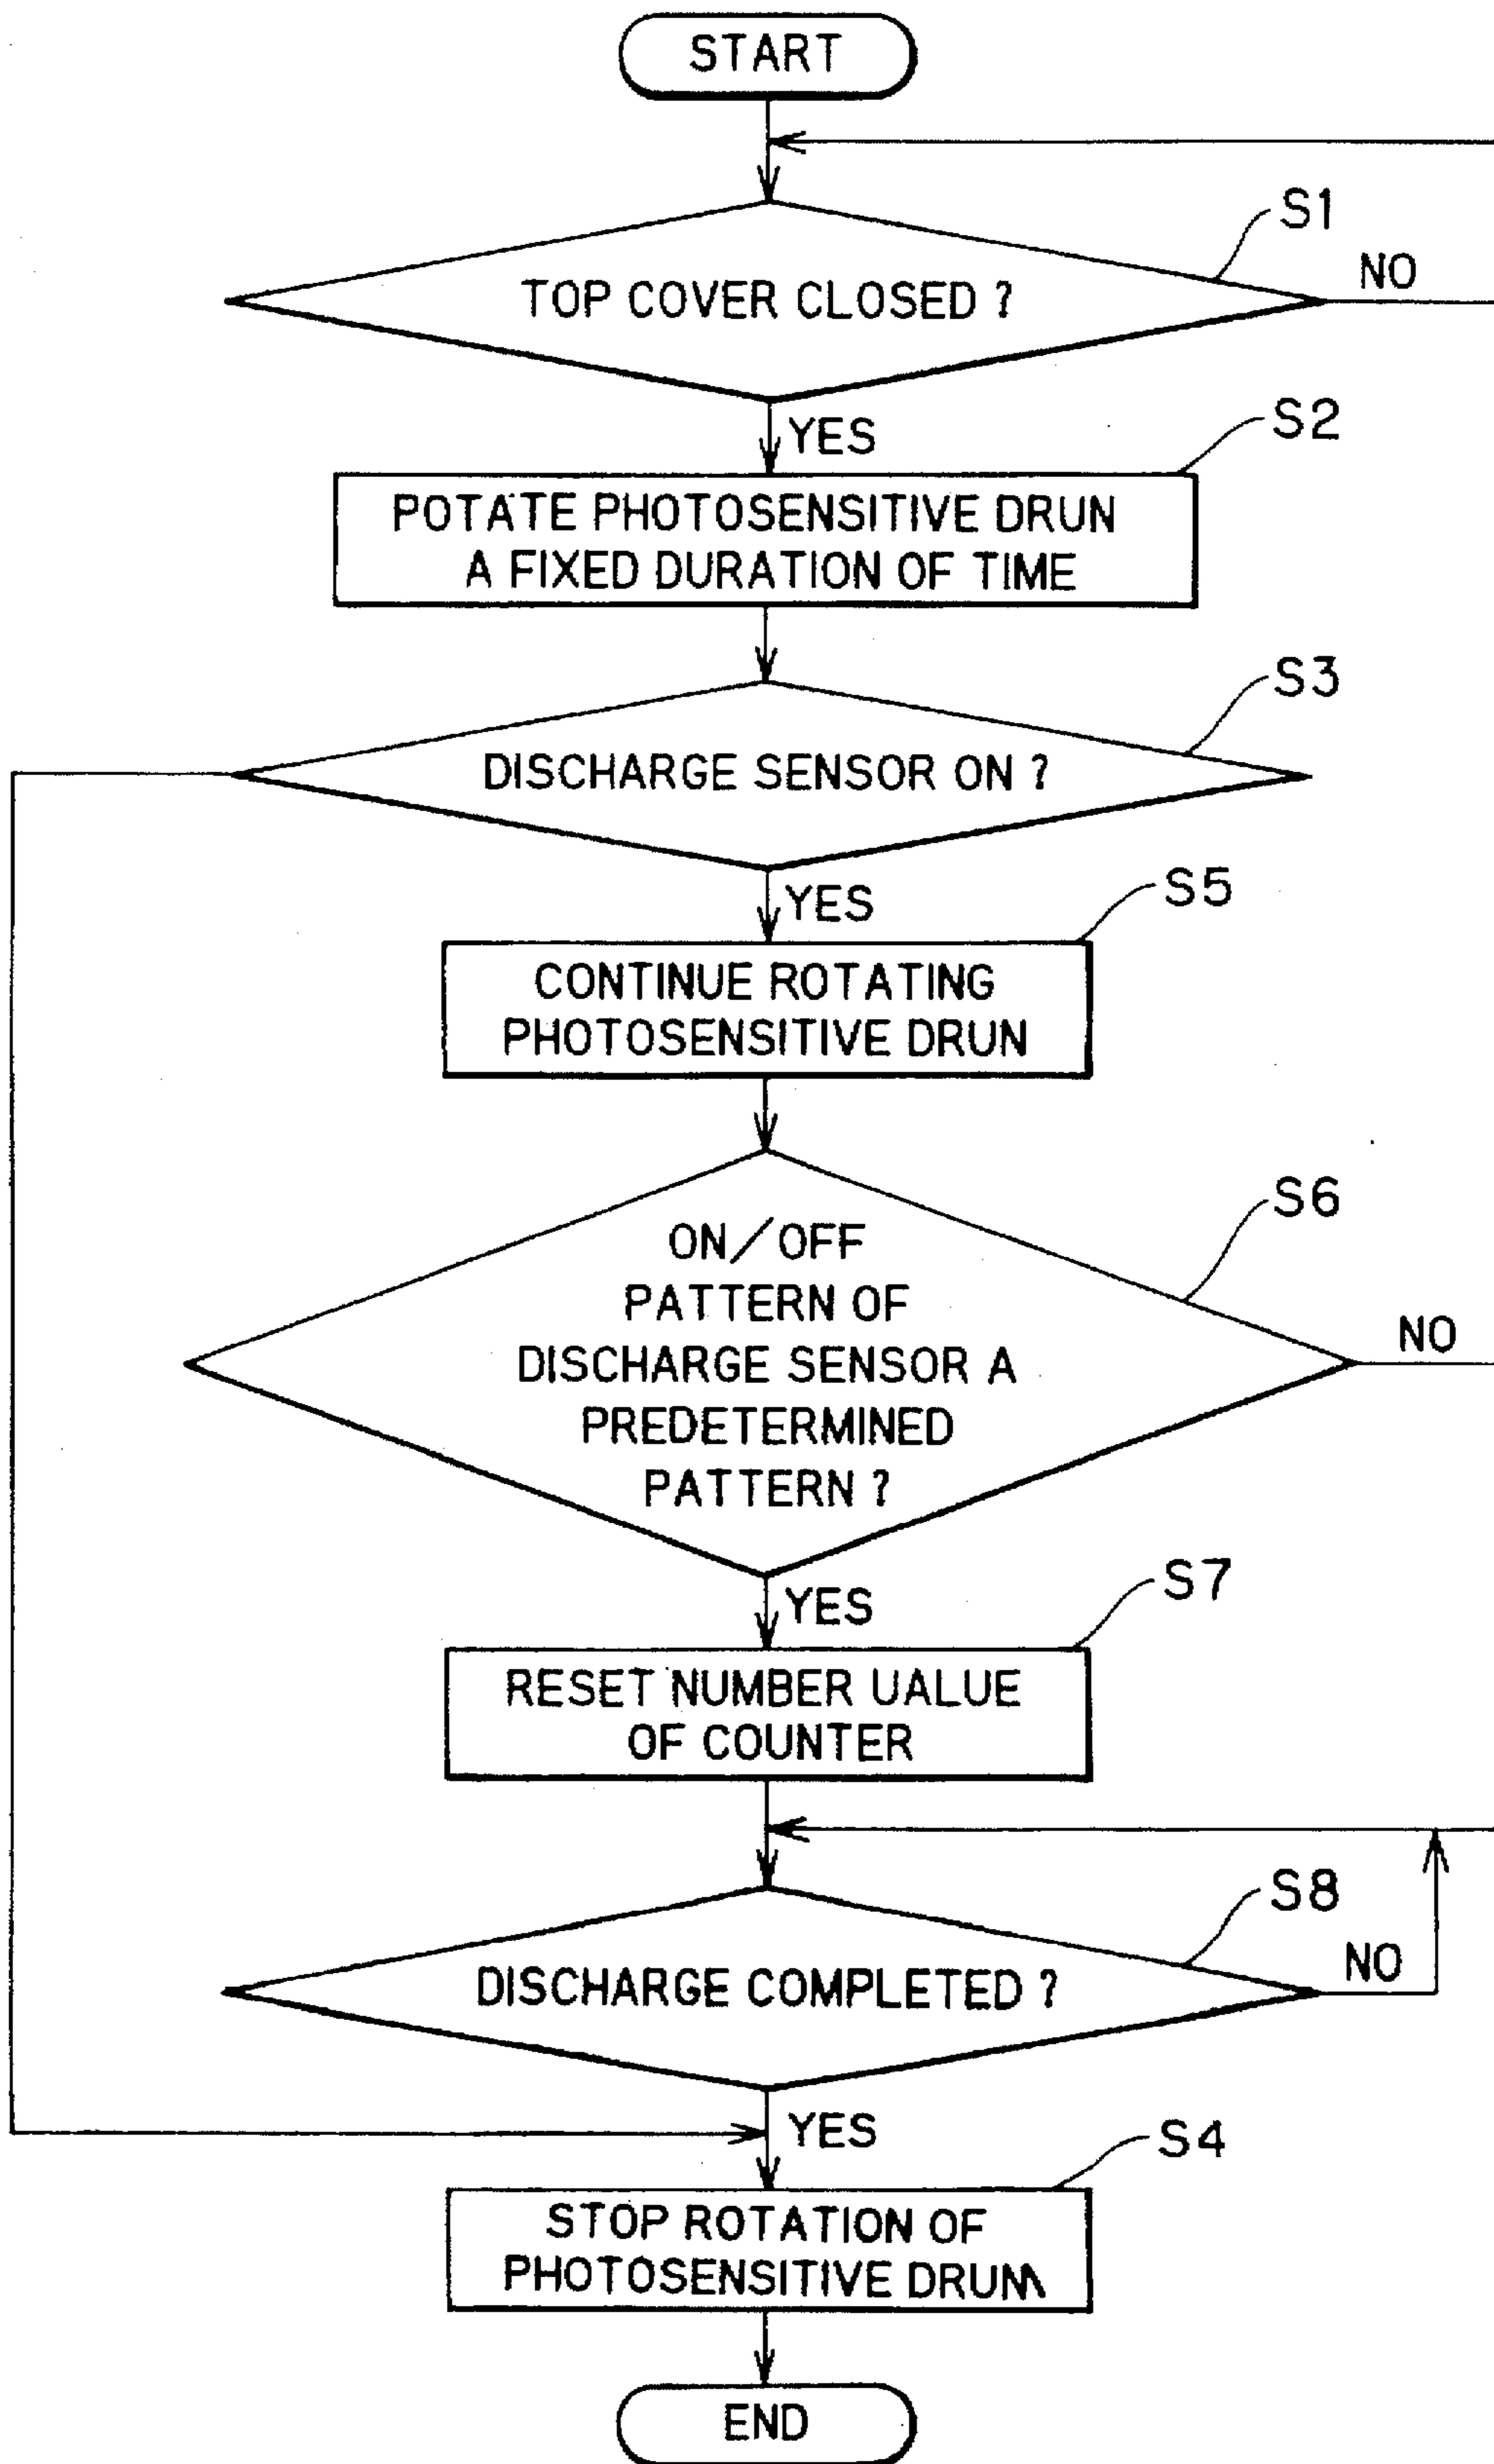 START
S1
TOP COVER CLOSED ?
NO
YES
S2
POTATE PHOTOSENSITIVE DRUN
A FIXED DURATION OF TIME
S3
DISCHARGE SENSOR ON ?
YES
S5
CONTINUE ROTATING
PHOTOSENSITIVE DRUN
S6
ON/OFF
PATTERN OF
DISCHARGE SENSOR A
PREDETERMINED
PATTERN ?
NO
YES
S7
RESET NUMBER UALUE
OF COUNTER
S8
DISCHARGE COMPLETED ?
NO
YES
S4
STOP ROTATION OF
PHOTOSENSITIVE DRUM
END